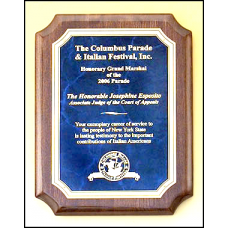 The Columbus Parade
& Italian Festival, Inc.
Honorary Grand Marshal
of the
2006 Parade
The Honorable Josephine Esposito
Associate Judge of the Court of Appeals
Your exemplary career of service to
the people of New York State
is lasting testimony to the important
contributions of Italian Americans